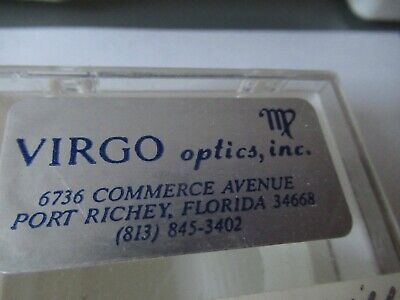 VIRGO optics, inc.
6736 COMMERCE AVENUE
PORT RICHEY, FLORIDA 34668
(813) 845-3402